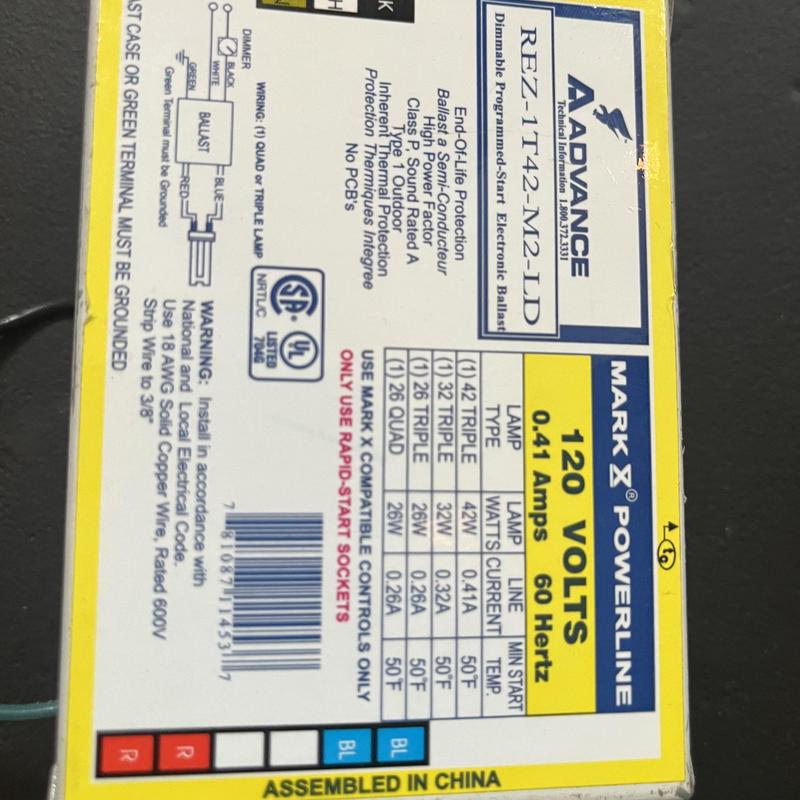 AADVANCE
Technical Information 1.800.372.3331
REZ-1T42-M2-LD
Dimmable Programmed-Start Electronic Ballast
End-Of-Life Protection
Ballast a Semi-Conducteur
High Power Factor
Class P, Sound Rated A
Type 1 Outdoor
Inherent Thermal Protection
Protection Thermiques Integree
No PCB's
MARK X® POWERLINE
120 VOLTS
0.41 Amps 60 Hertz
LAMP TYPE LAMP WATTS LINE CURRENT MIN START TEMP.
(1) 42 TRIPLE 42W 0.41A 50°F
(1) 32 TRIPLE 32W 0.32A 50°F
(1) 26 TRIPLE 26W 0.26A 50°F
(1) 26 QUAD 26W 0.26A 50°F
USE MARK X COMPATIBLE CONTROLS ONLY
ONLY USE RAPID-START SOCKETS
WIRING: (1) QUAD or TRIPLE LAMP
DIMMER
BLACK
WHITE
GREEN
BALLAST
BLUE
RED
Green Terminal must be Grounded
SA
NRTL/C
UL
LISTED
704G
7 81087 11453 7
WARNING: Install in accordance with
National and Local Electrical Code.
Use 18 AWG Solid Copper Wire, Rated 600V
Strip Wire to 3/8"
CASE OR GREEN TERMINAL MUST BE GROUNDED
K
H
N
BL
BL
R
R
ASSEMBLED IN CHINA